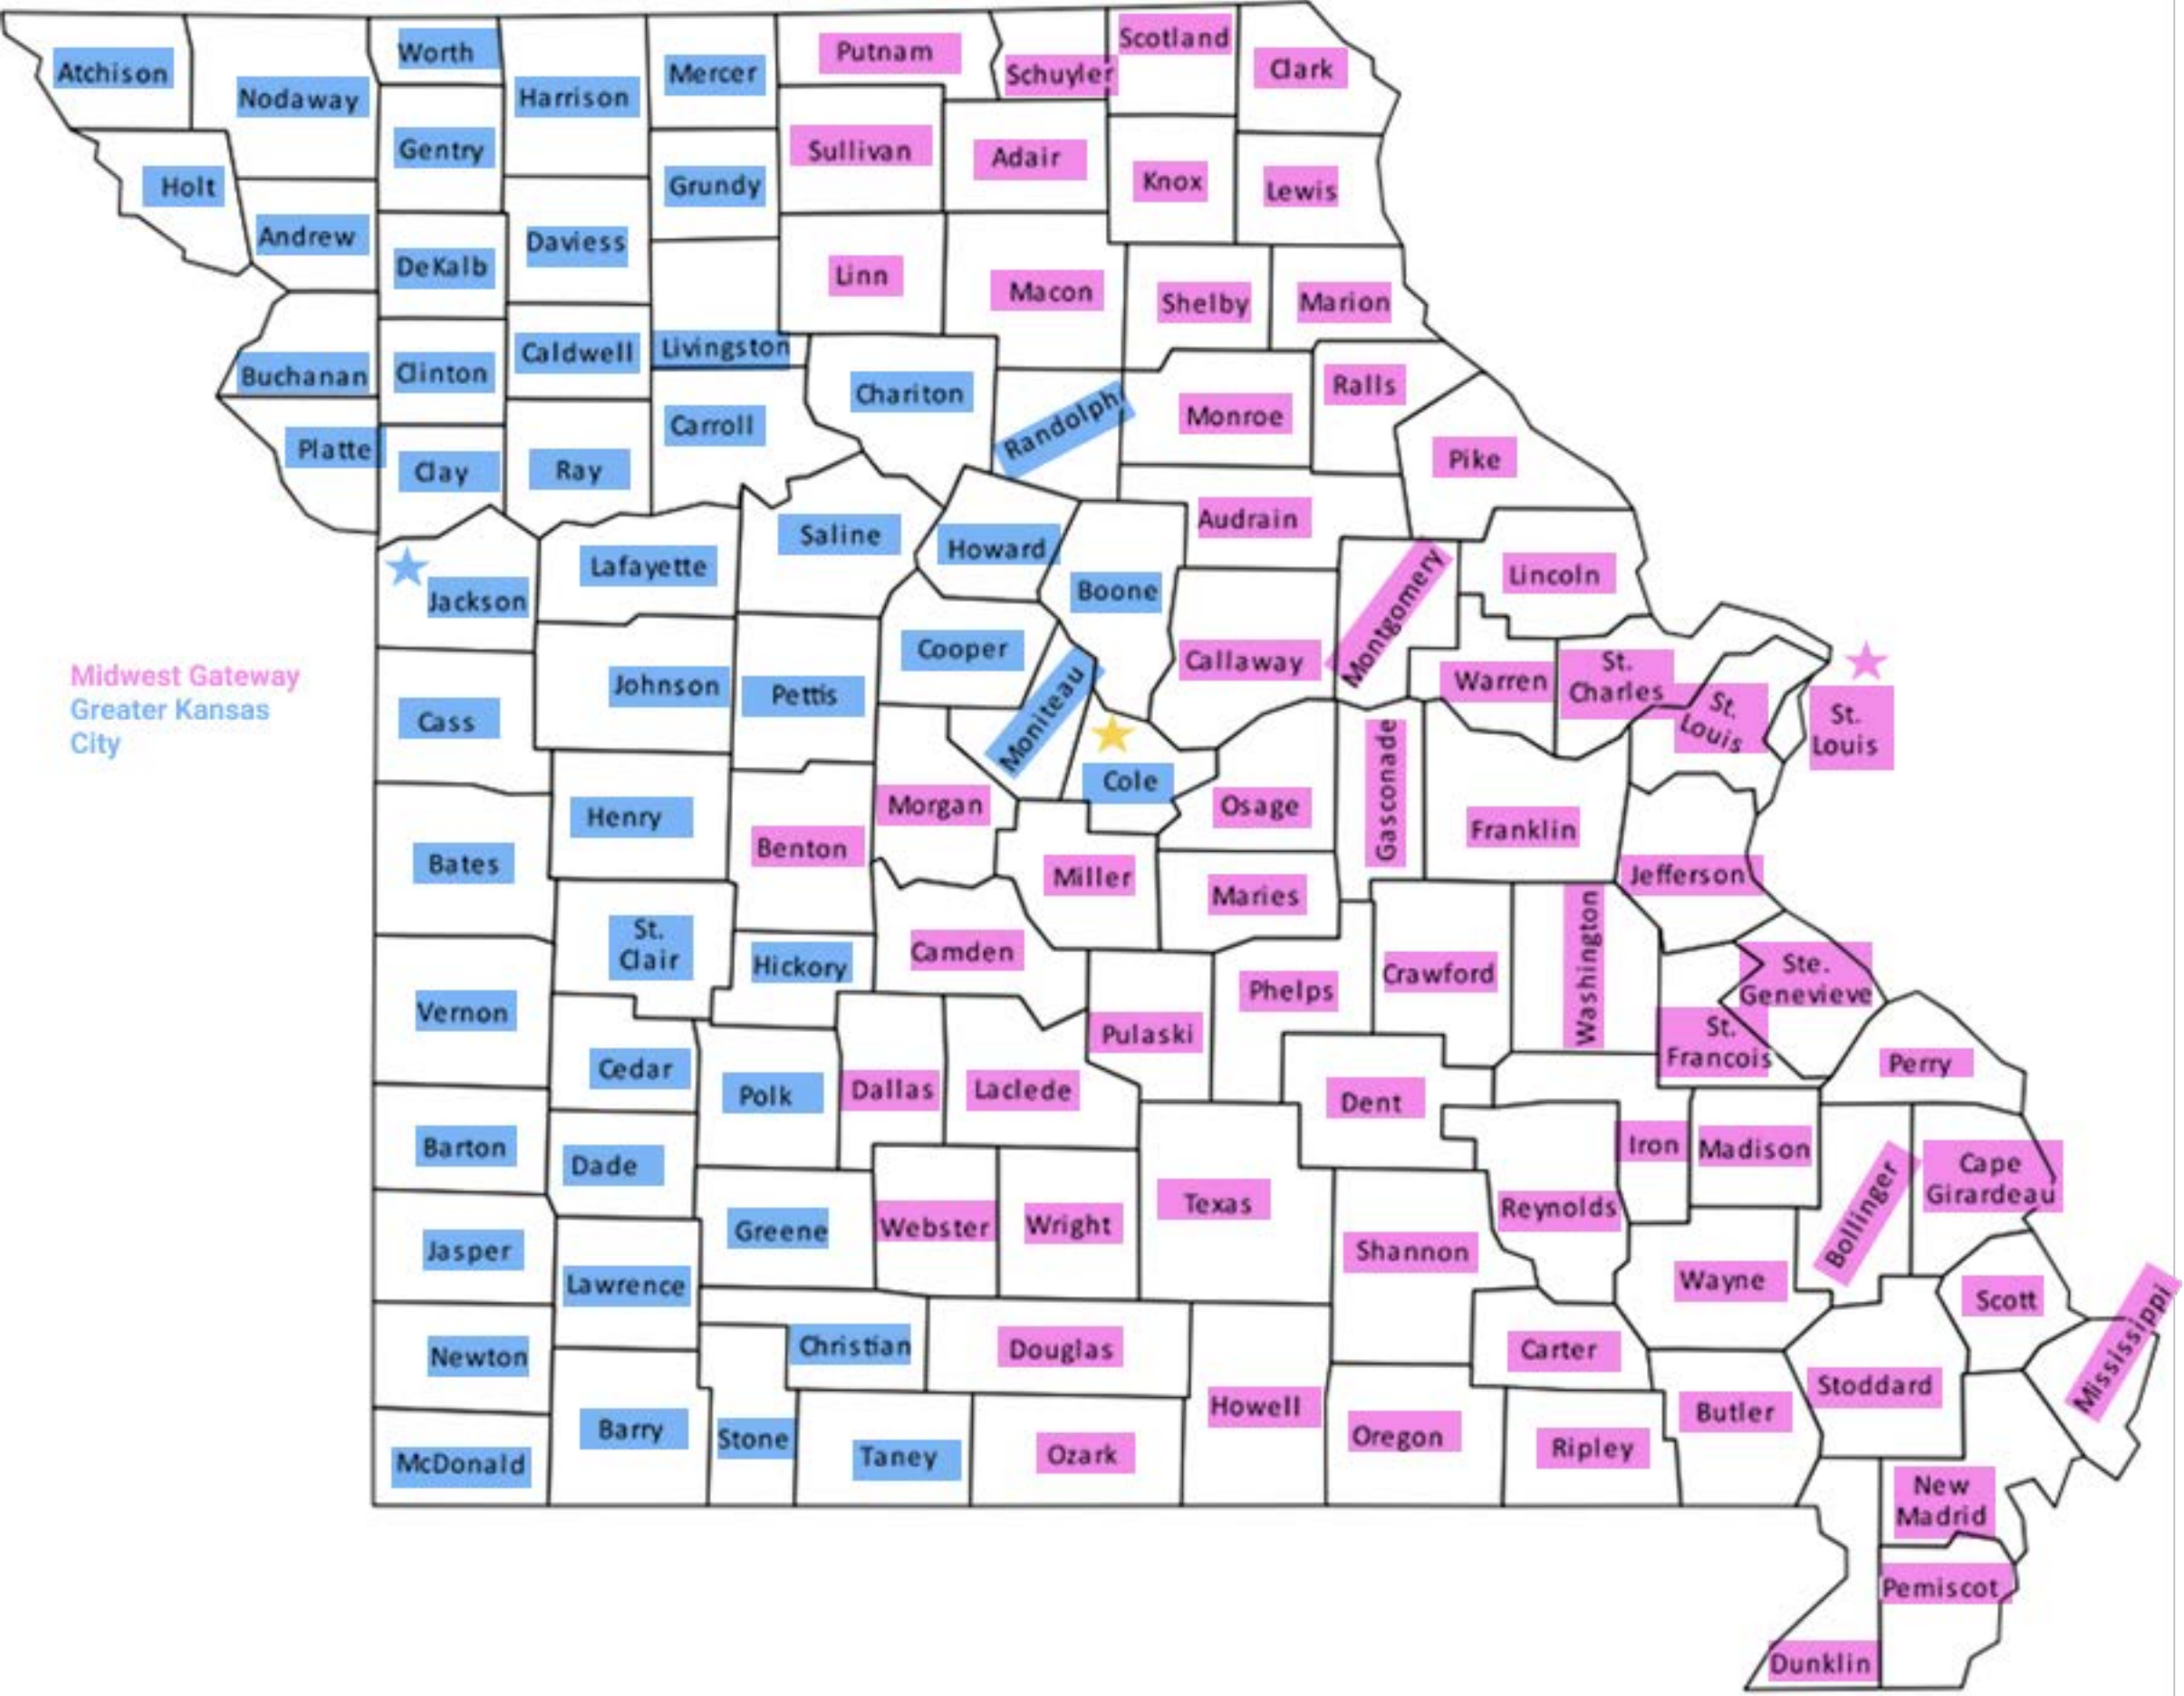 Atchison
Nodaway
Worth
Harrison
Mercer
Putnam
Schuyler
Scotland
Clark
Holt
Andrew
Gentry
DeKalb
Daviess
Grundy
Sullivan
Adair
Knox
Lewis
Linn
Macon
Shelby
Marion
Buchanan
Clinton
Caldwell
Livingston
Chariton
Randolph
Monroe
Ralls
Pike
Platte
Clay
Ray
Carroll
Saline
Howard
Boone
Audrain
Montgomery
Lincoln
Jackson
Lafayette
Cooper
Moniteau
Callaway
Warren
St.
Charles
St.
Louis
St.
Louis
Midwest Gateway
Greater Kansas
City
Cass
Johnson
Pettis
Morgan
Cole
Osage
Gasconade
Franklin
Jefferson
Bates
Henry
Benton
Miller
Maries
St.
Clair
Hickory
Camden
Pulaski
Phelps
Crawford
Washington
Ste.
Genevieve
St.
Francois
Perry
Vernon
Cedar
Polk
Dallas
Laclede
Dent
Iron
Madison
Bollinger
Cape
Girardeau
Barton
Dade
Greene
Webster
Wright
Texas
Shannon
Reynolds
Wayne
Scott
Mississippi
Jasper
Lawrence
Christian
Douglas
Howell
Carter
Stoddard
Newton
Barry
Stone
Taney
Ozark
Oregon
Ripley
Butler
McDonald
New
Madrid
Pemiscot
Dunklin